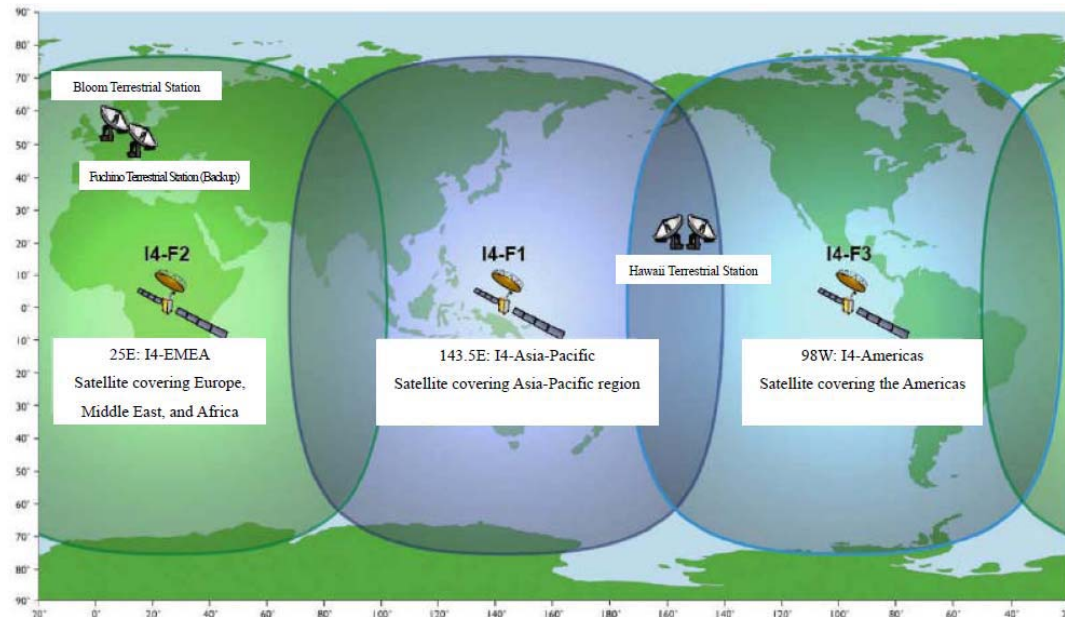 90°
80°
70°
60°
50°
40°
30°
20°
10°
0°
10°
20°
30°
40°
50°
60°
70°
80°
90°
Bloom Terrestrial Station
Fuchino Terrestrial Station (Backup)
Hawaii Terrestrial Station
I4-F2
I4-F1
I4-F3
25E: I4-EMEA
Satellite covering Europe,
Middle East, and Africa
143.5E: I4-Asia-Pacific
Satellite covering Asia-Pacific region
98W: I4-Americas
Satellite covering the Americas
20° 0° 20° 40° 60° 80° 100° 120° 140° 160° 180° 160° 140° 120° 100° 80° 60° 40° 20